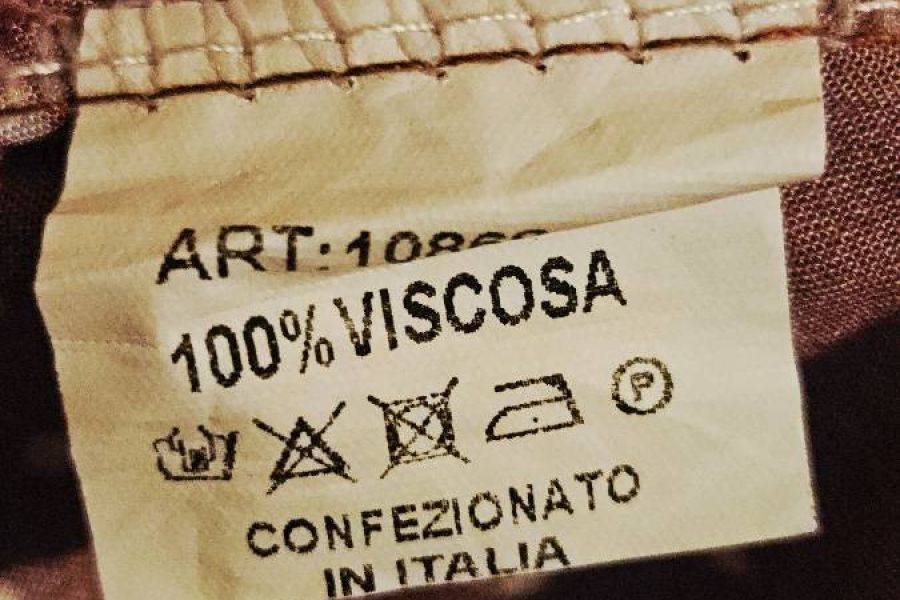 ART:
100% VISCOSA
P
CONFEZIONATO
IN ITALIA